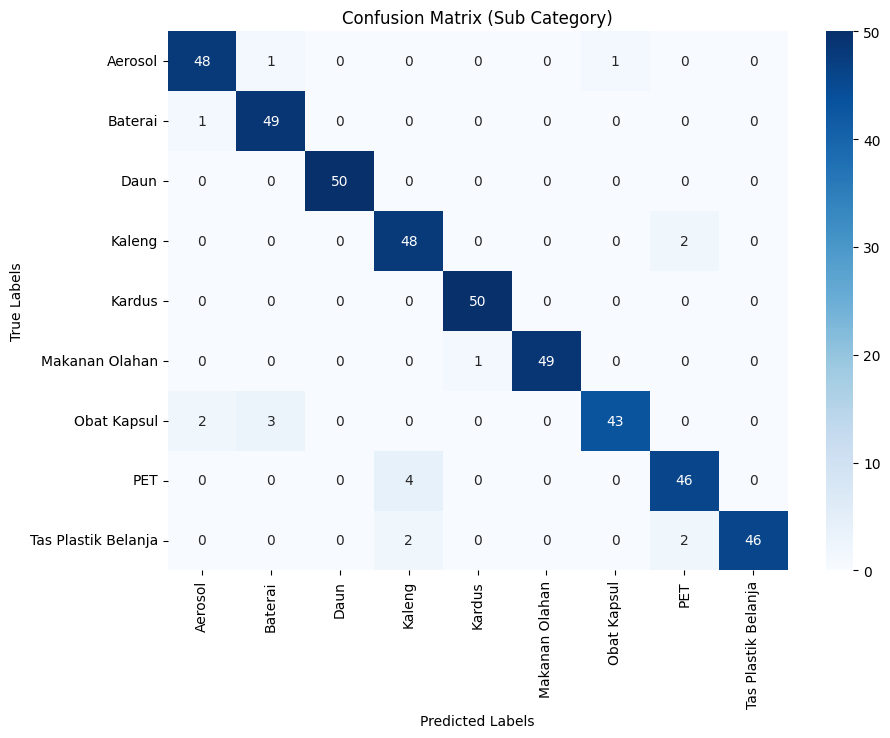 Confusion Matrix (Sub Category)
True Labels
Aerosol 48 1 0 0 0 0 1 0 0
Baterai 1 49 0 0 0 0 0 0 0
Daun 0 0 50 0 0 0 0 0 0
Kaleng 0 0 0 48 0 0 0 2 0
Kardus 0 0 0 0 50 0 0 0 0
Makanan Olahan 0 0 0 0 1 49 0 0 0
Obat Kapsul 2 3 0 0 0 0 43 0 0
PET 0 0 0 4 0 0 0 46 0
Tas Plastik Belanja 0 0 0 2 0 0 0 2 46
Aerosol
Baterai
Daun
Kaleng
Kardus
Makanan Olahan
Obat Kapsul
PET
Tas Plastik Belanja
Predicted Labels
50
40
30
20
10
0